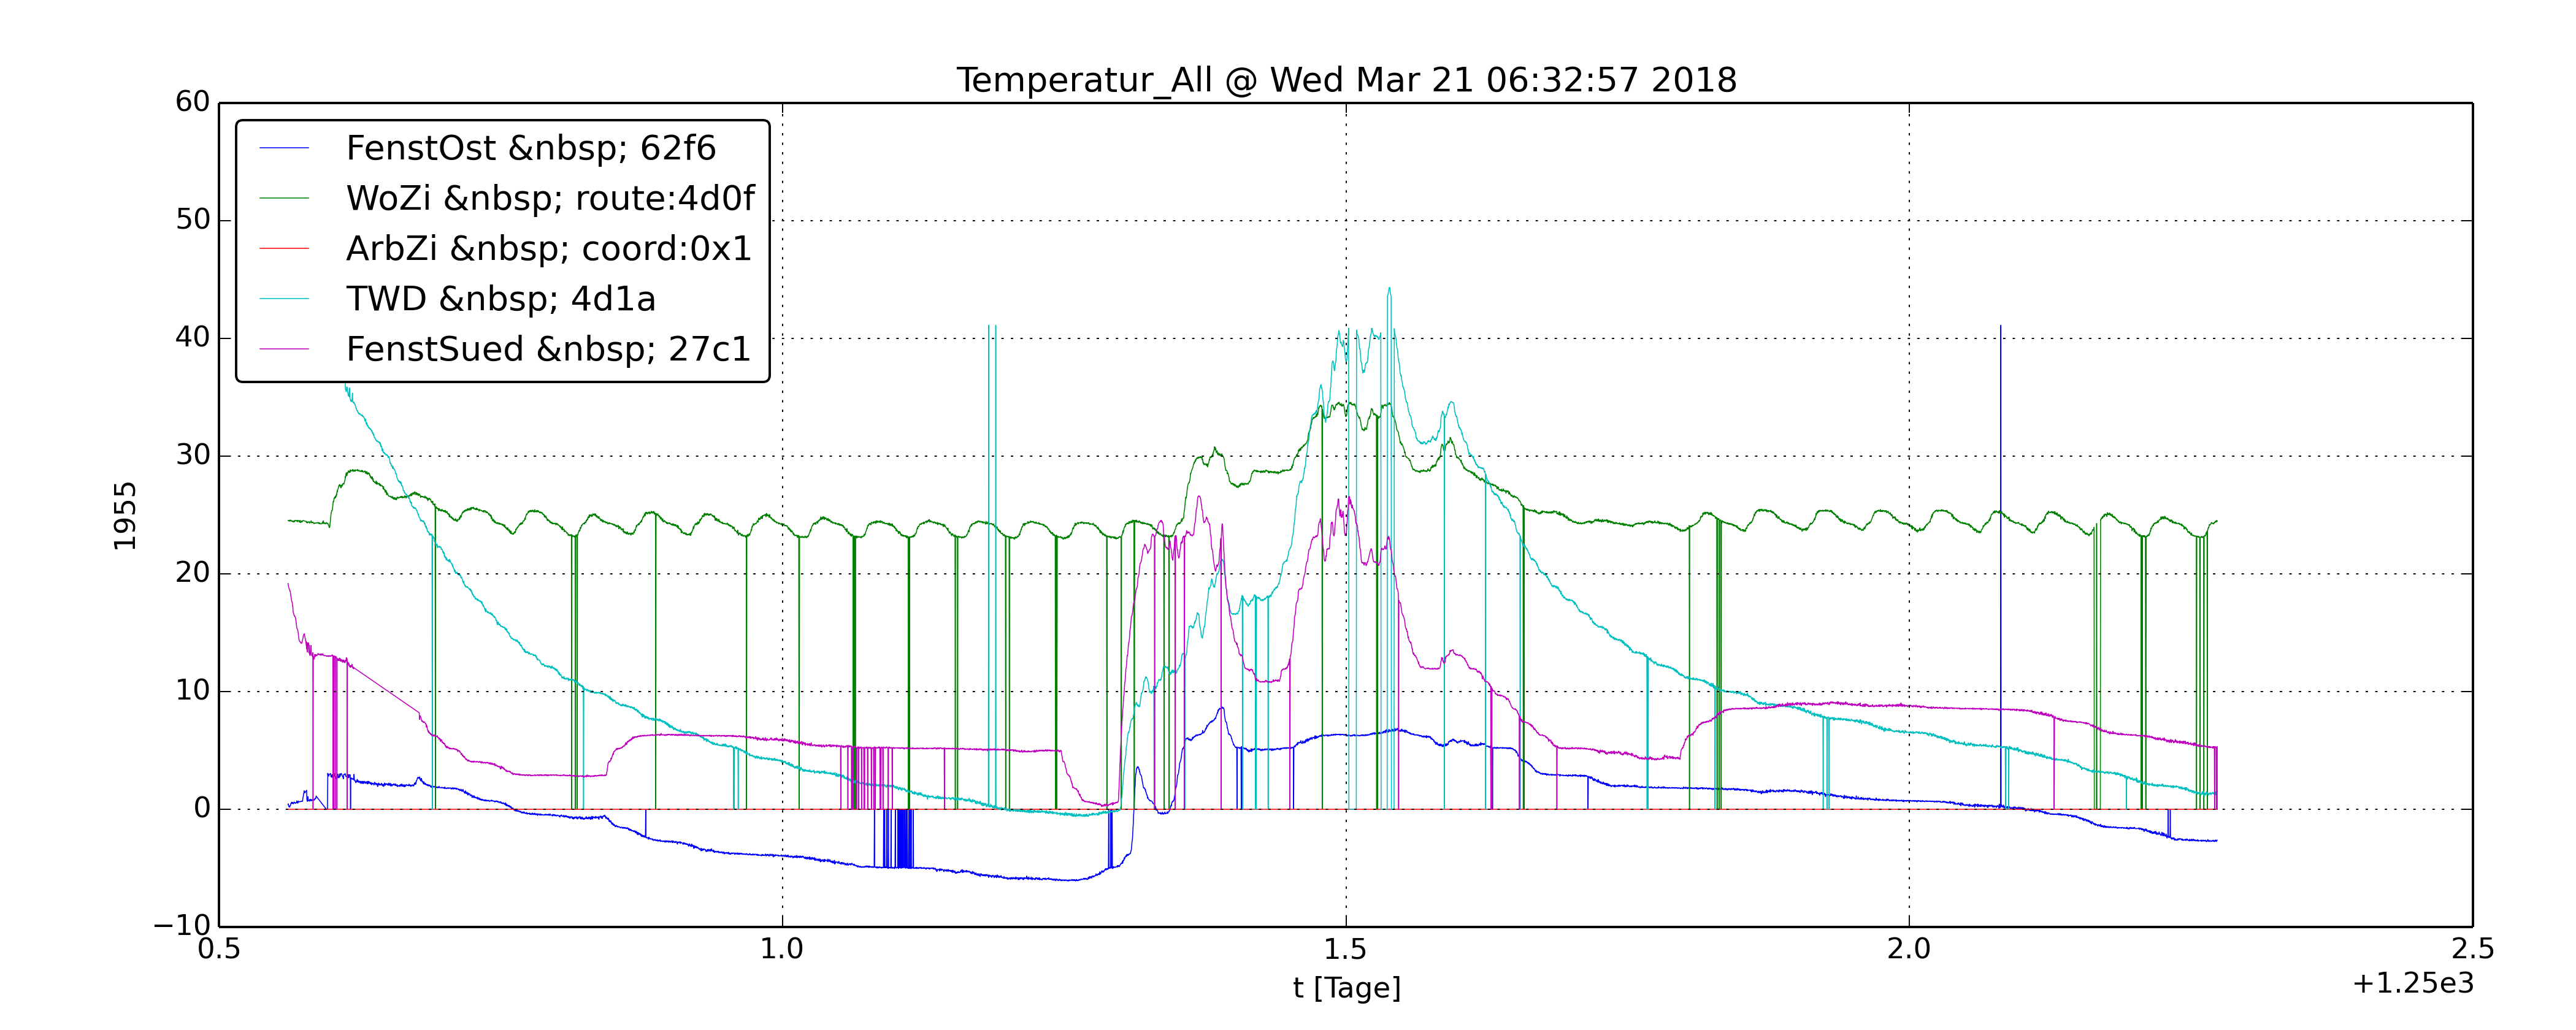 Temperatur_All @ Wed Mar 21 06:32:57 2018
60
50
40
30
20
10
0
−10
1955
FenstOst &nbsp; 62f6
WoZi &nbsp; route:4d0f
ArbZi &nbsp; coord:0x1
TWD &nbsp; 4d1a
FenstSued &nbsp; 27c1
0.5 1.0 1.5 2.0 2.5
t [Tage]
+1.25e3